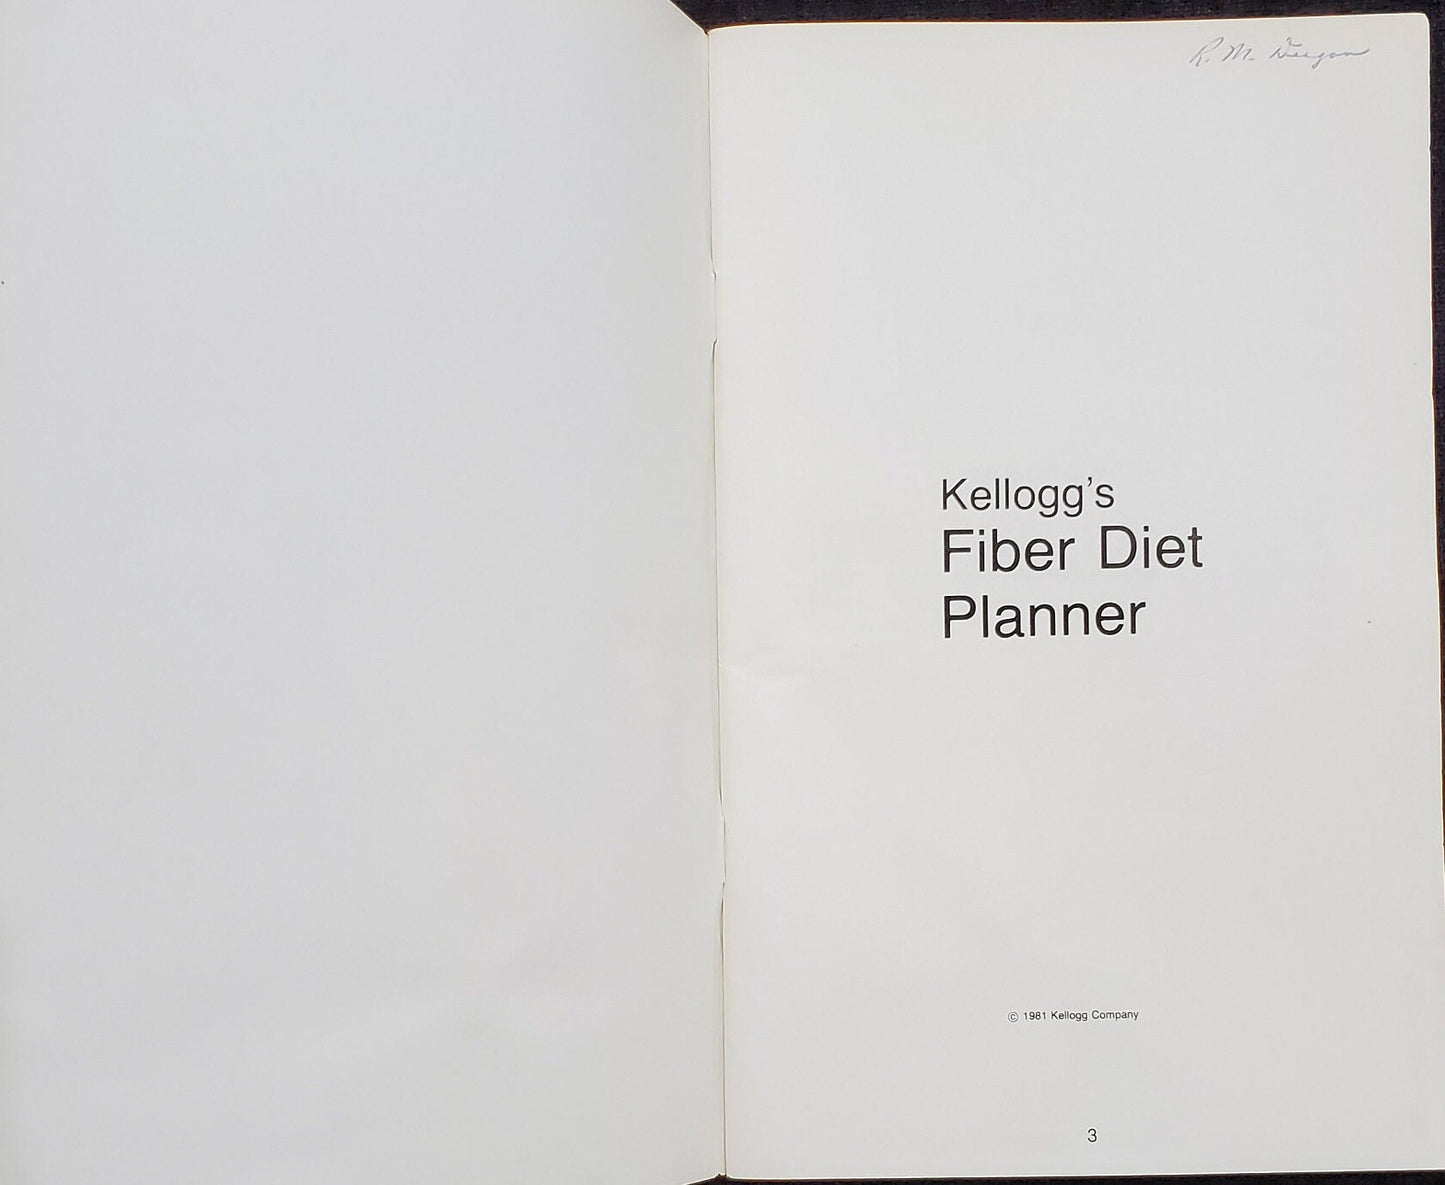 R. M.
Kellogg's
Fiber Diet
Planner
© 1981 Kellogg Company
3